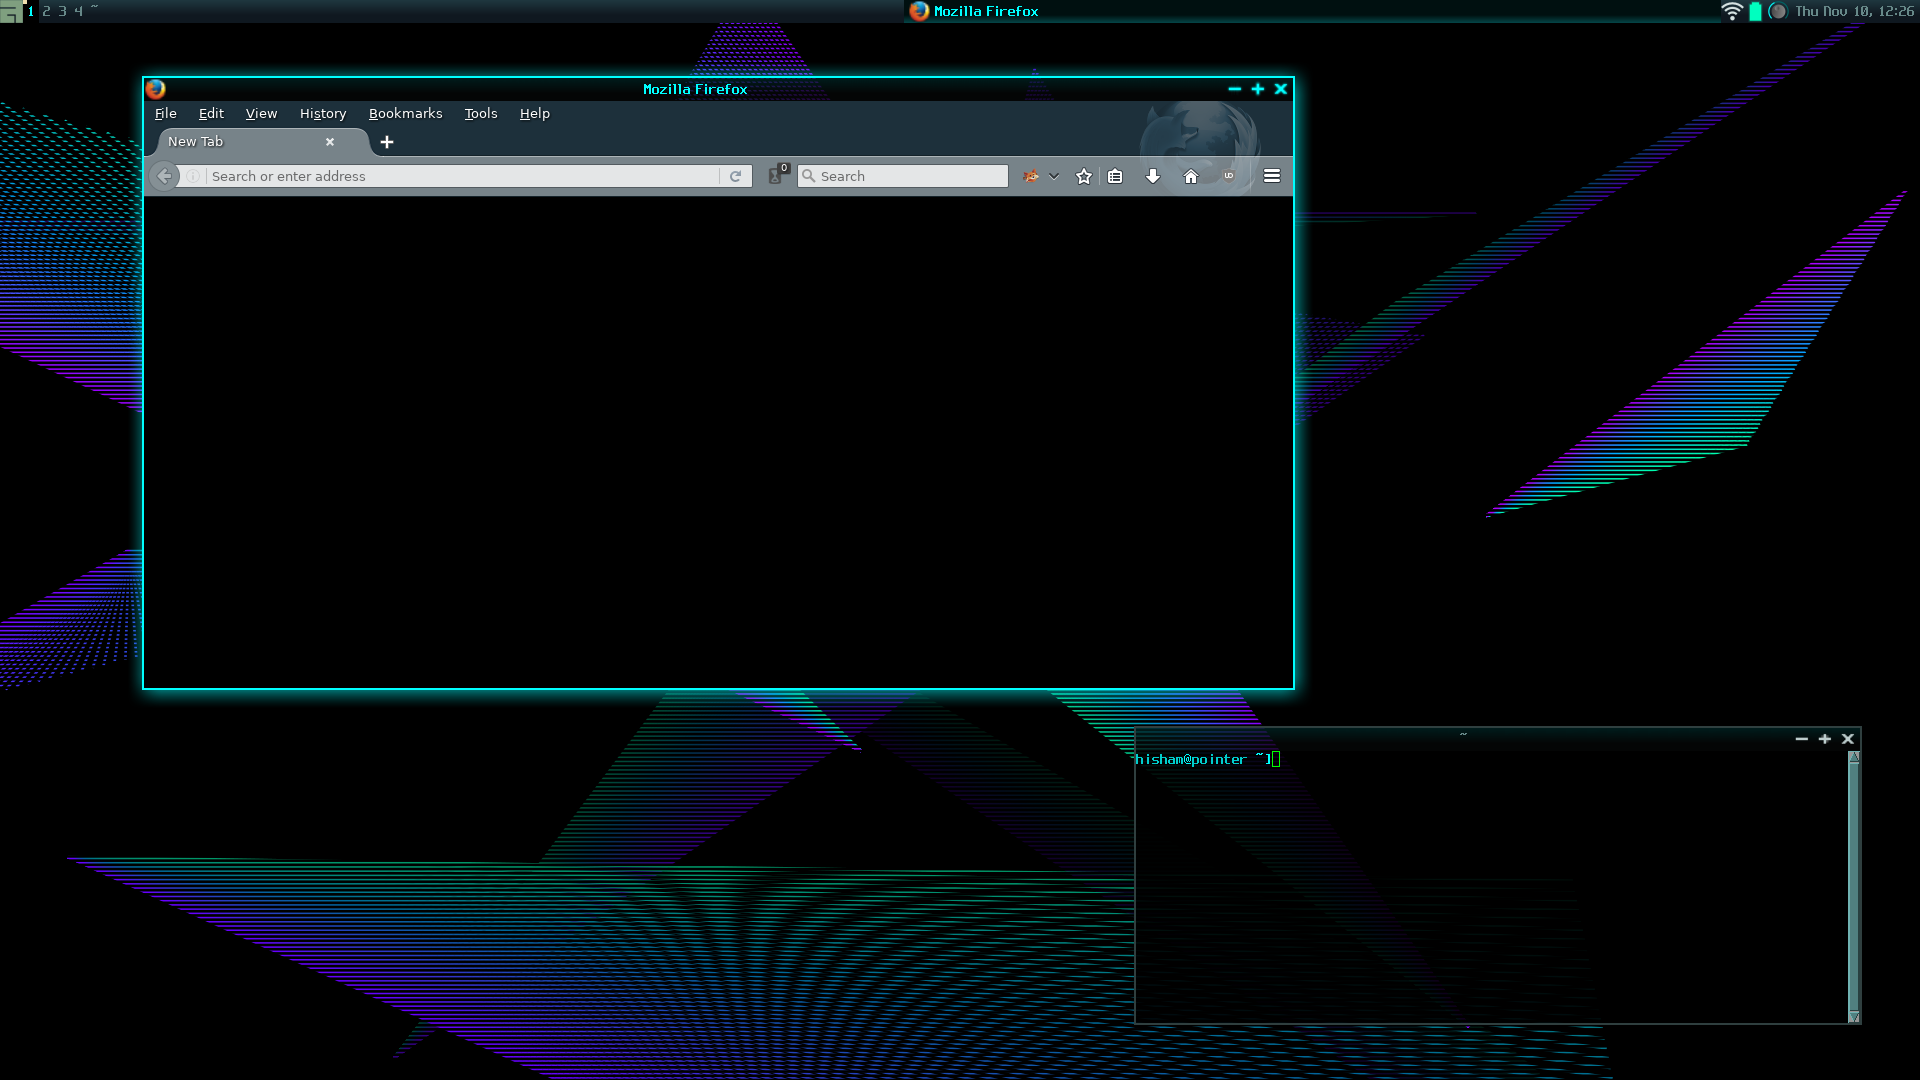 1 2 3 4 ~
Mozilla Firefox
Thu Nov 10, 12:26
Mozilla Firefox
File Edit View History Bookmarks Tools Help
New Tab
Search or enter address
0
Search
UD
~
hisham@pointer ~]